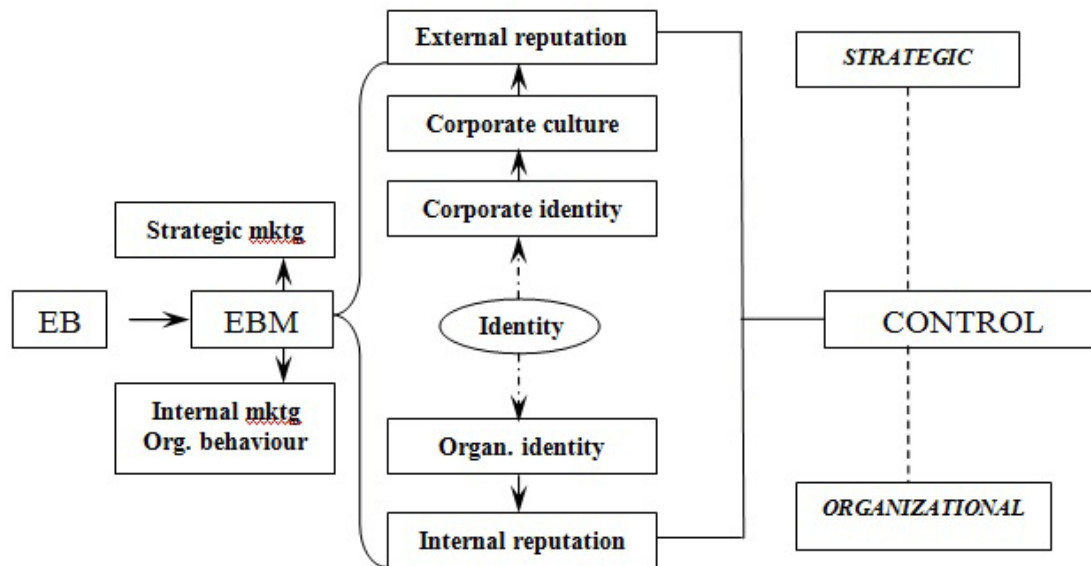 External reputation
STRATEGIC
Corporate culture
Corporate identity
Strategic mktg
EB
EBM
Identity
CONTROL
Internal mktg
Org. behaviour
Organ. identity
ORGANIZATIONAL
Internal reputation